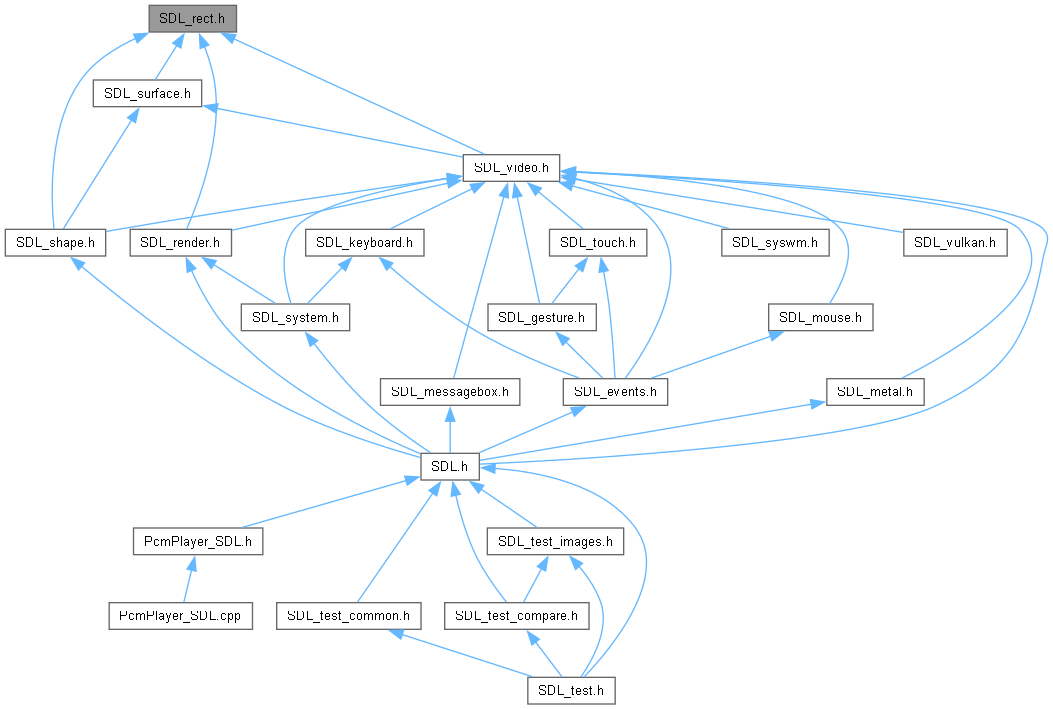 SDL_rect.h
SDL_surface.h
SDL_video.h
SDL_shape.h
SDL_render.h
SDL_keyboard.h
SDL_touch.h
SDL_syswm.h
SDL_vulkan.h
SDL_system.h
SDL_gesture.h
SDL_mouse.h
SDL_messagebox.h
SDL_events.h
SDL_metal.h
SDL.h
PcmPlayer_SDL.h
SDL_test_images.h
PcmPlayer_SDL.cpp
SDL_test_common.h
SDL_test_compare.h
SDL_test.h